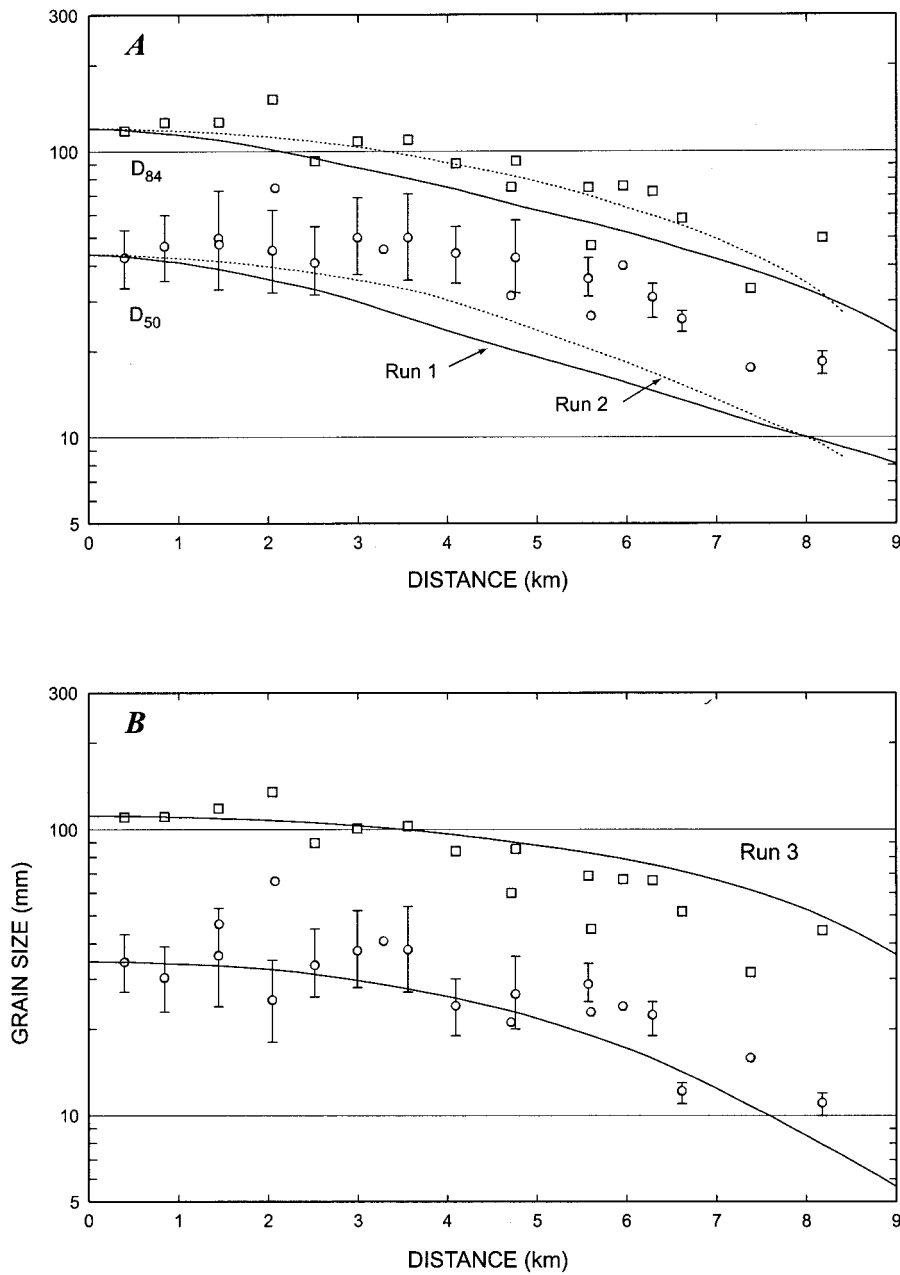 300
A
100
D84
D50
Run 1
Run 2
10
5
0 1 2 3 4 5 6 7 8 9
DISTANCE (km)
300
B
100
Run 3
GRAIN SIZE (mm)
10
5
0 1 2 3 4 5 6 7 8 9
DISTANCE (km)